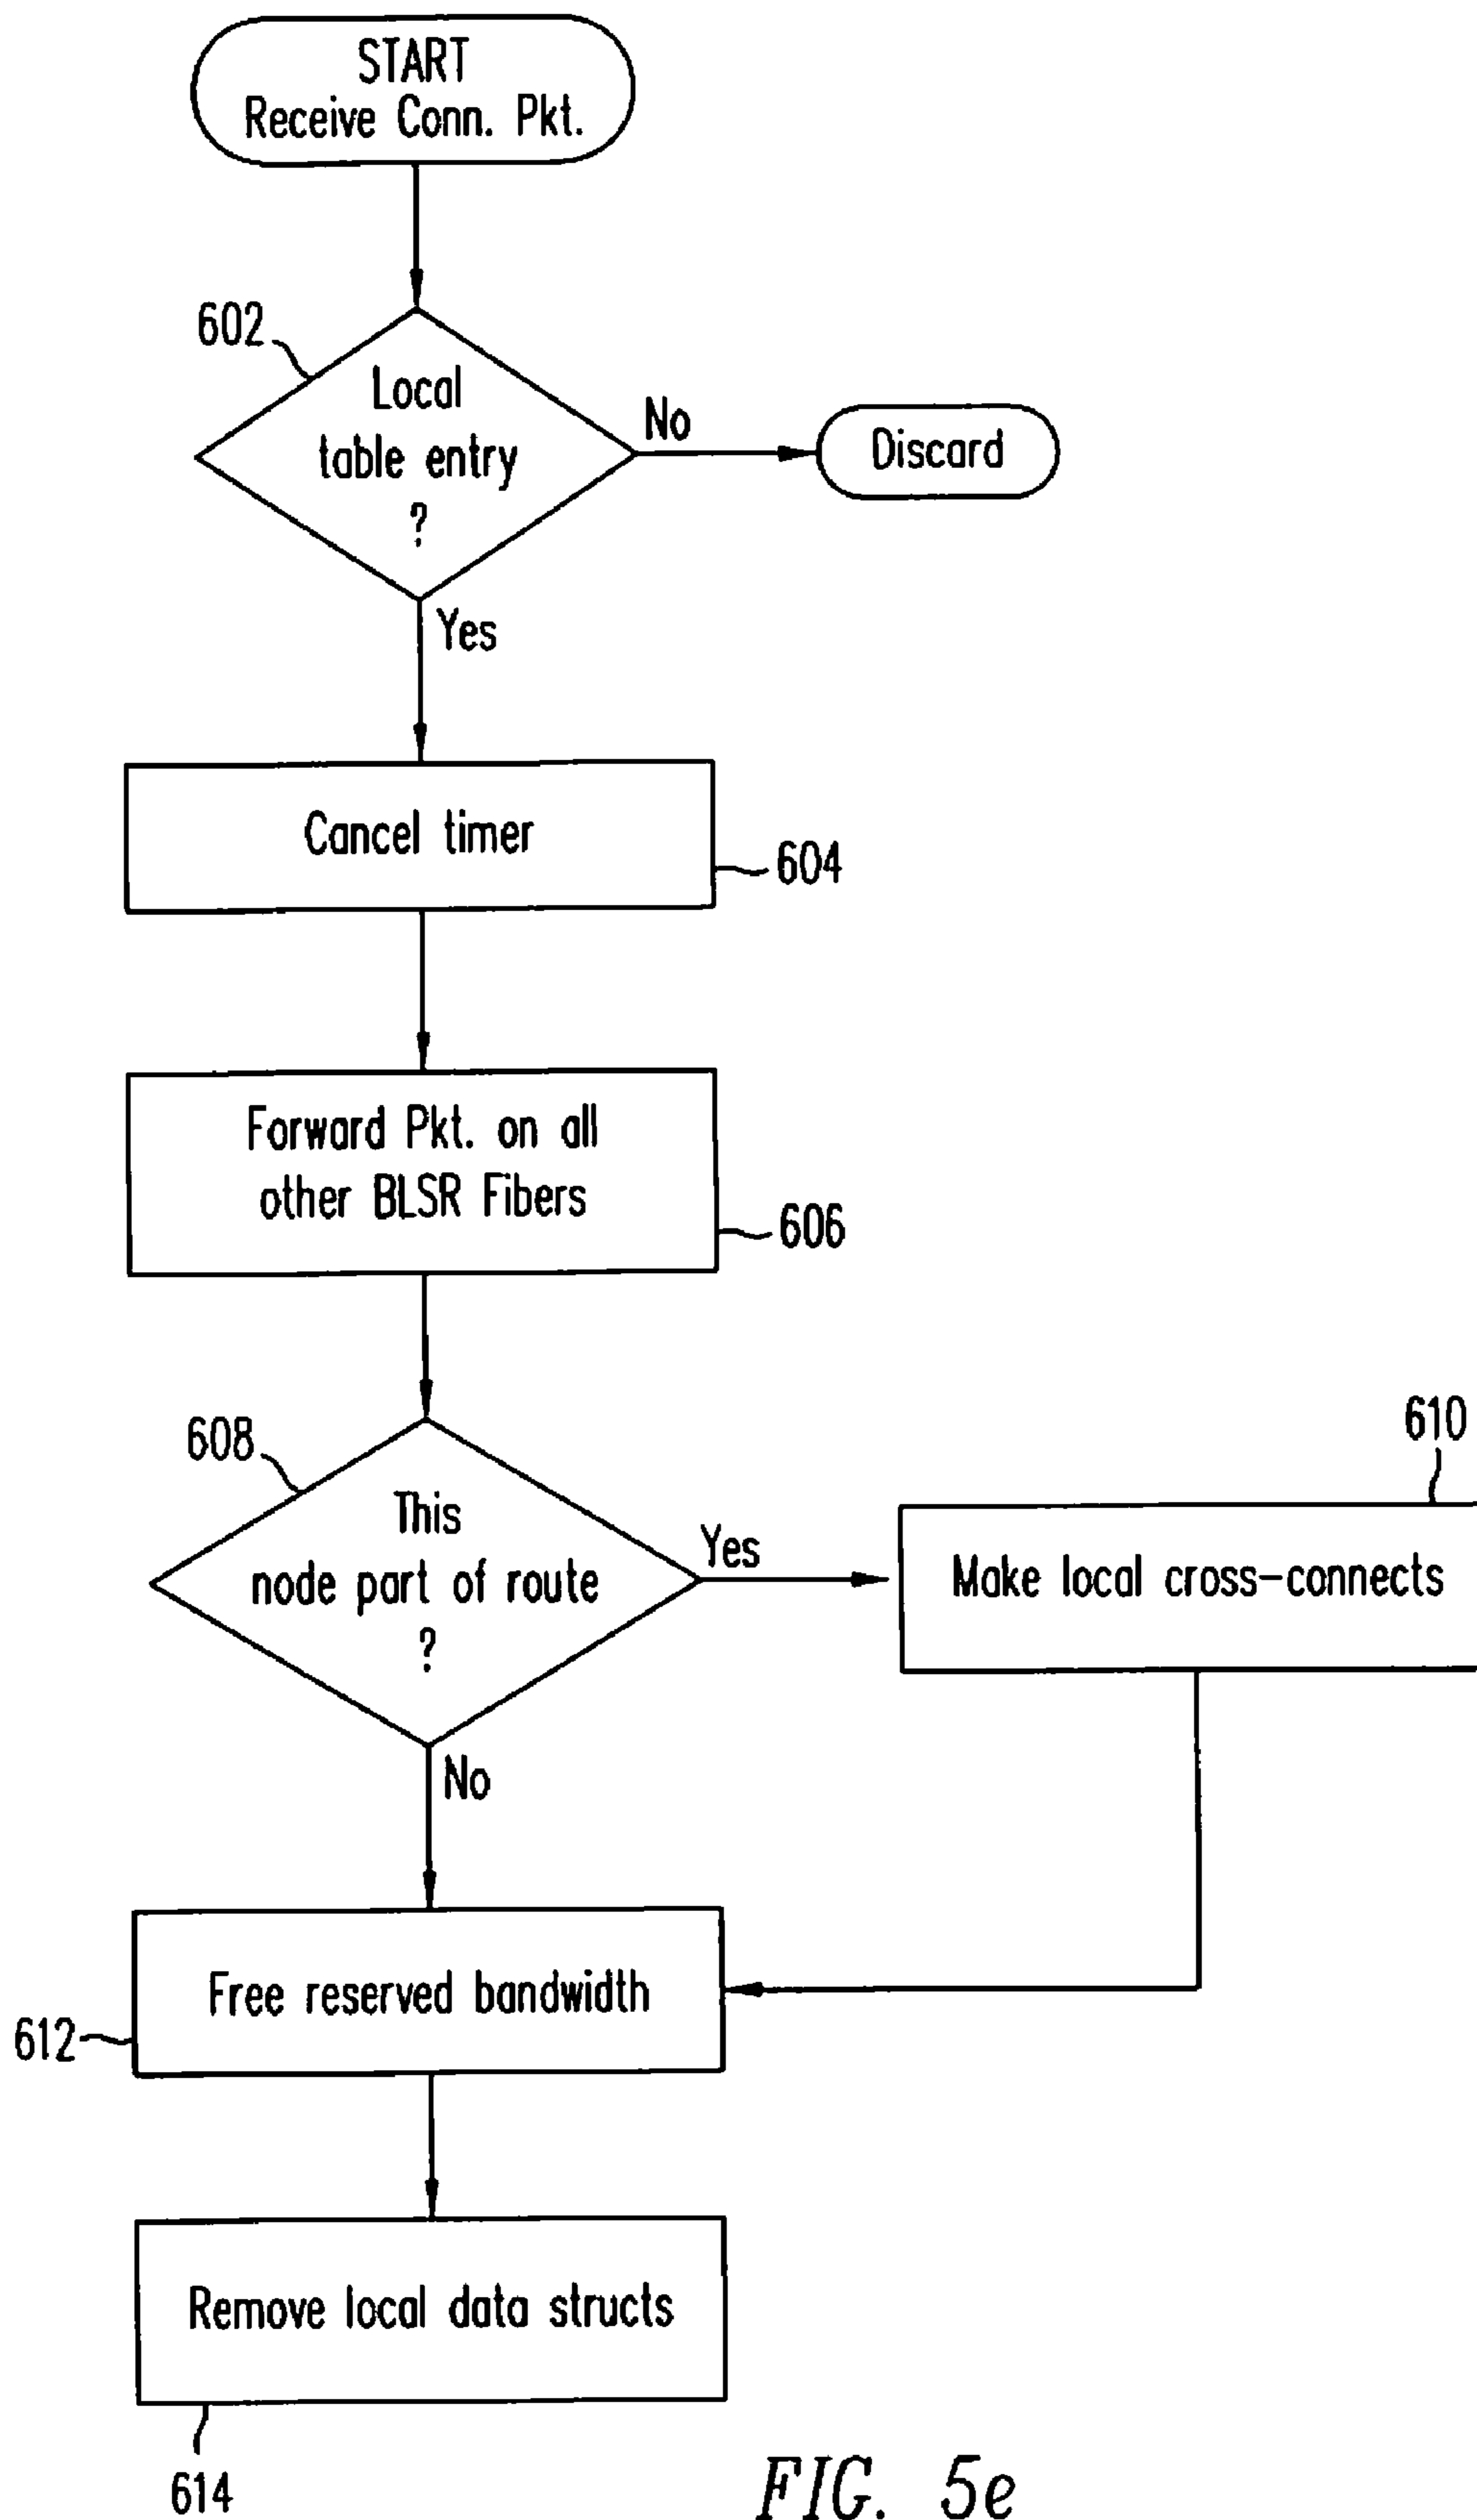 START
Receive Conn. Pkt.
602
Local
table entry
?
No
Discard
Yes
Cancel timer
604
Forward Pkt. on all
other BLSR Fibers
606
608
This
node part of route
?
Yes
610
Make local cross-connects
No
Free reserved bandwidth
612
Remove local data structs
614
FIG. 5e